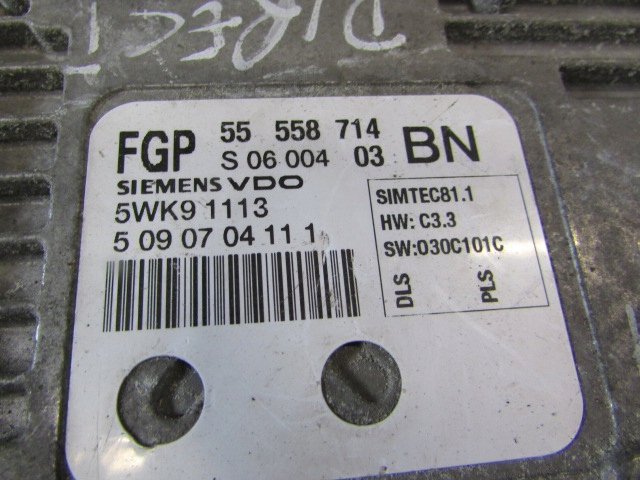 DIRECT
FGP 55 558 714 BN
S 06 004 03
SIEMENS VDO
5WK9 1113
5 09 07 04 11 1
SIMTEC81.1
HW: C3.3
SW:030C101C
DLS PLS